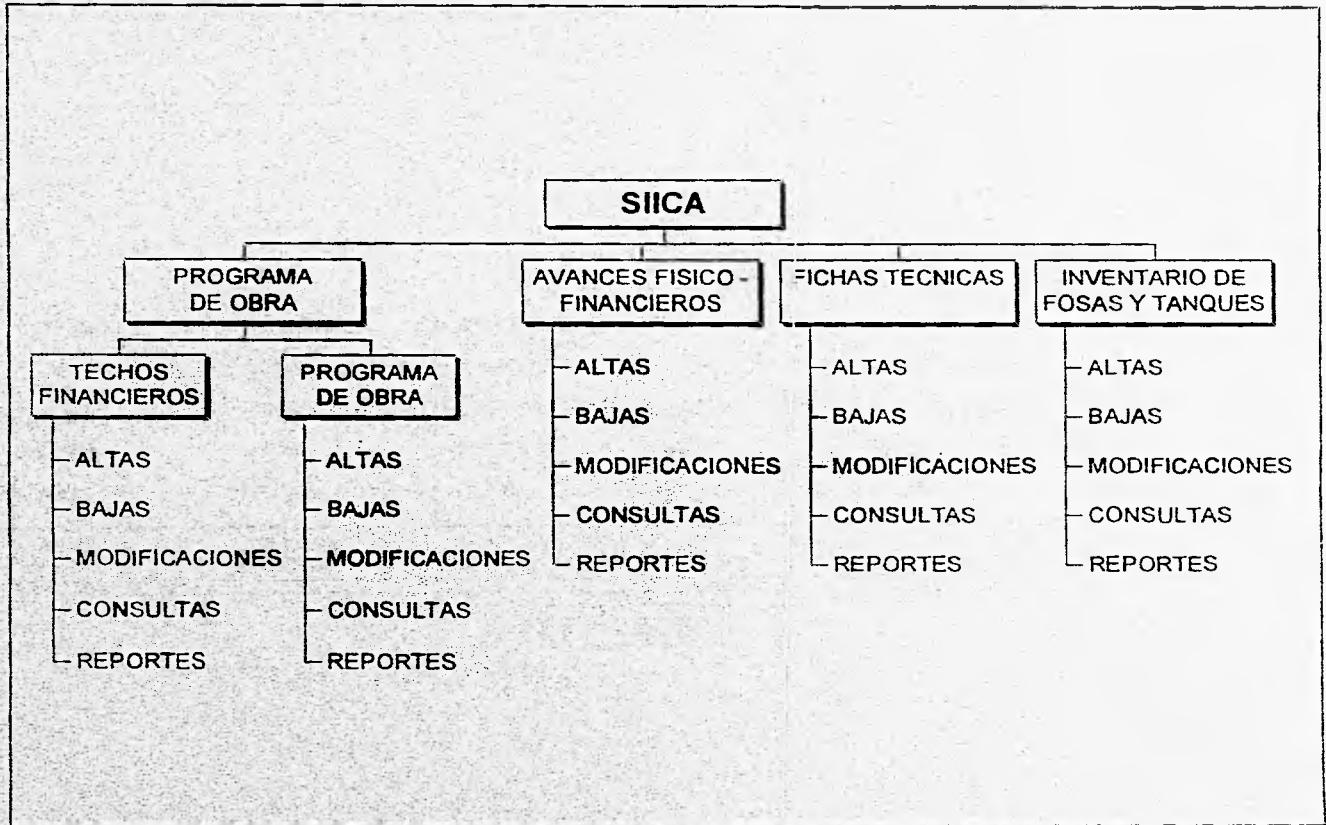 SIICA
PROGRAMA
DE OBRA
AVANCES FISICO -
FINANCIEROS
FICHAS TECNICAS
INVENTARIO DE
FOSAS Y TANQUES
TECHOS
FINANCIEROS
PROGRAMA
DE OBRA
ALTAS
BAJAS
MODIFICACIONES
CONSULTAS
REPORTES
ALTAS
BAJAS
MODIFICACIONES
CONSULTAS
REPORTES
ALTAS
BAJAS
MODIFICACIONES
CONSULTAS
REPORTES
ALTAS
BAJAS
MODIFICACIONES
CONSULTAS
REPORTES
ALTAS
BAJAS
MODIFICACIONES
CONSULTAS
REPORTES